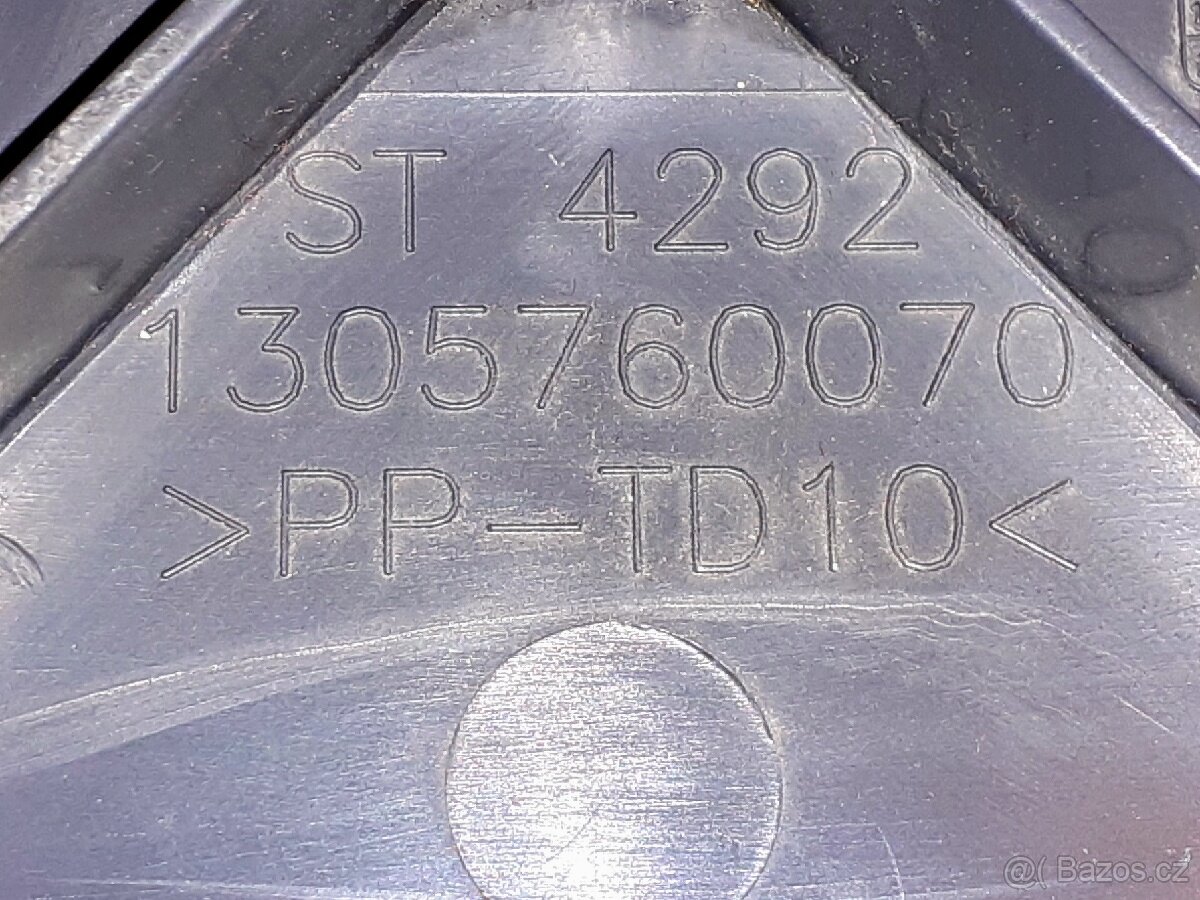 ST 4292
1305760070
>PP-TD10<
@( Bazos.cz